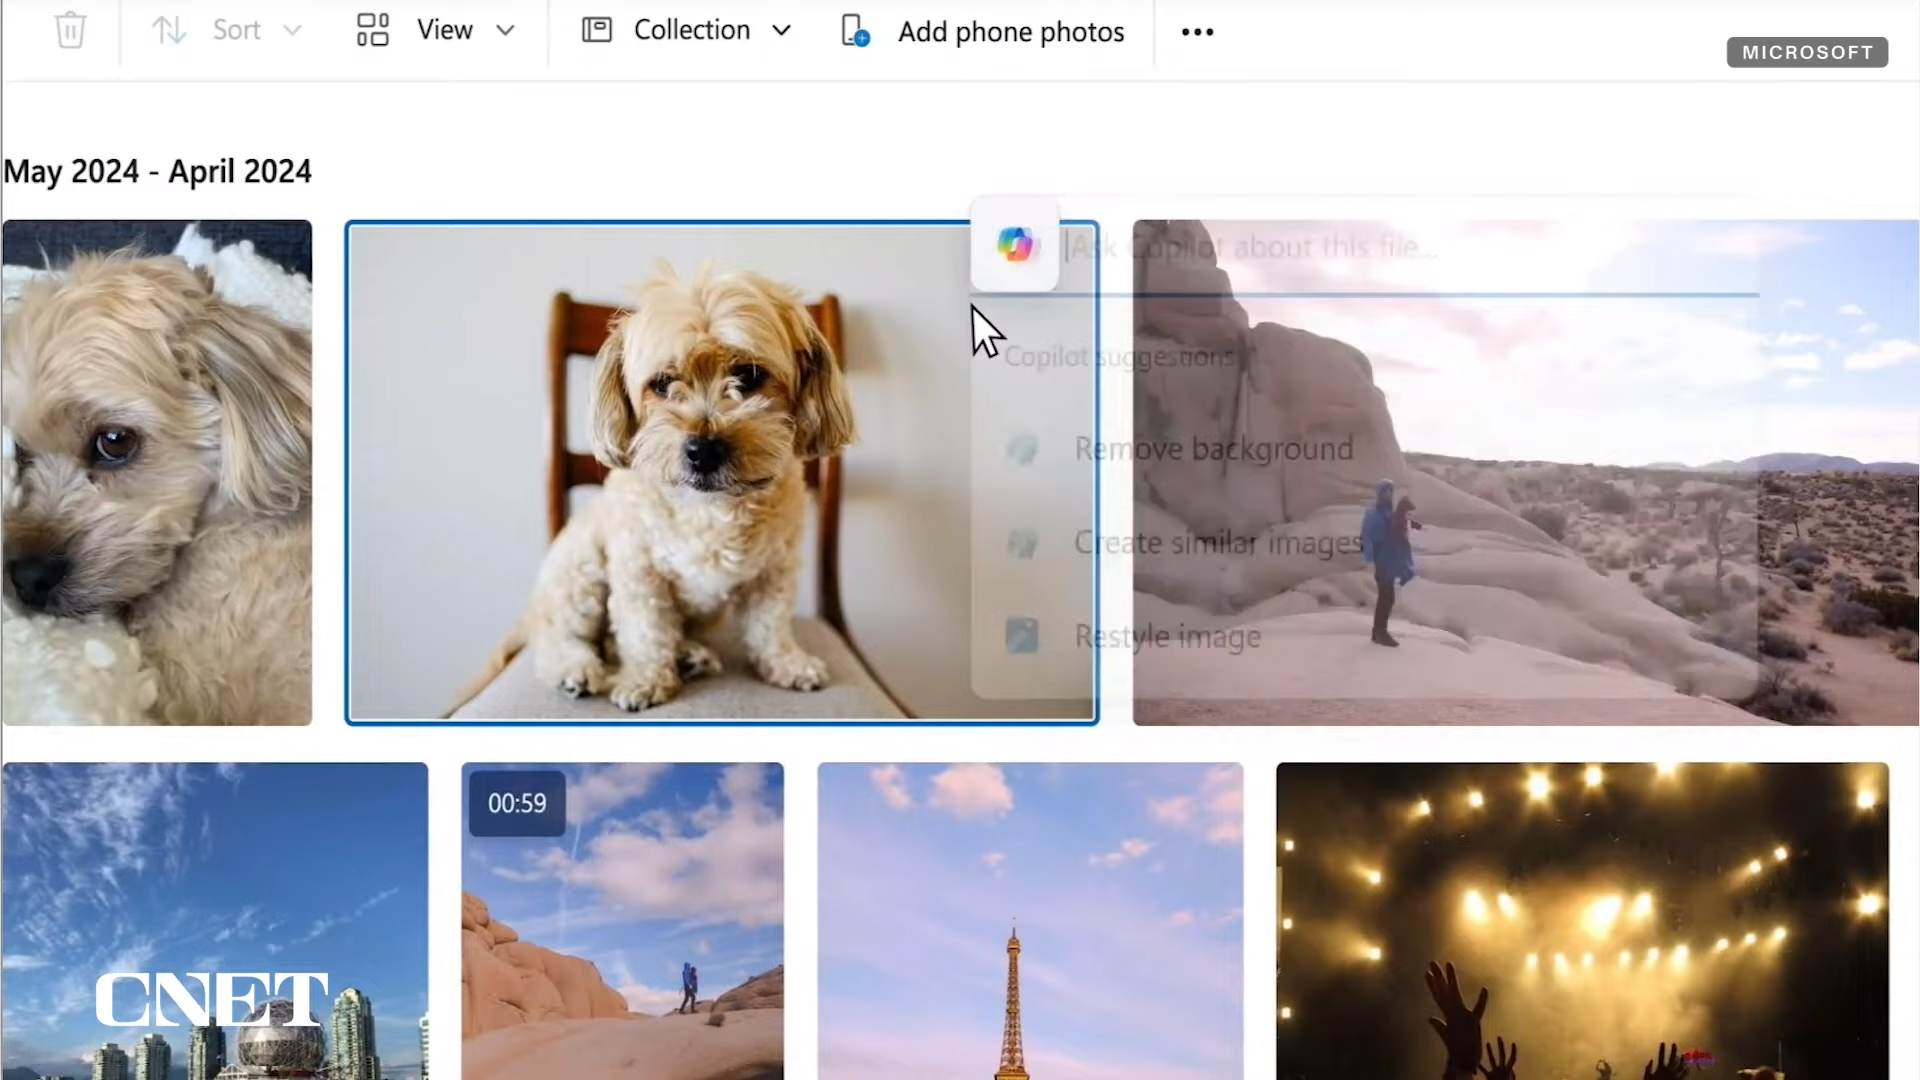 Sort
View
Collection
Add phone photos
MICROSOFT
May 2024 - April 2024
Ask Copilot about this file...
Copilot suggestions
Remove background
Create similar images
Restyle image
00:59
CNET